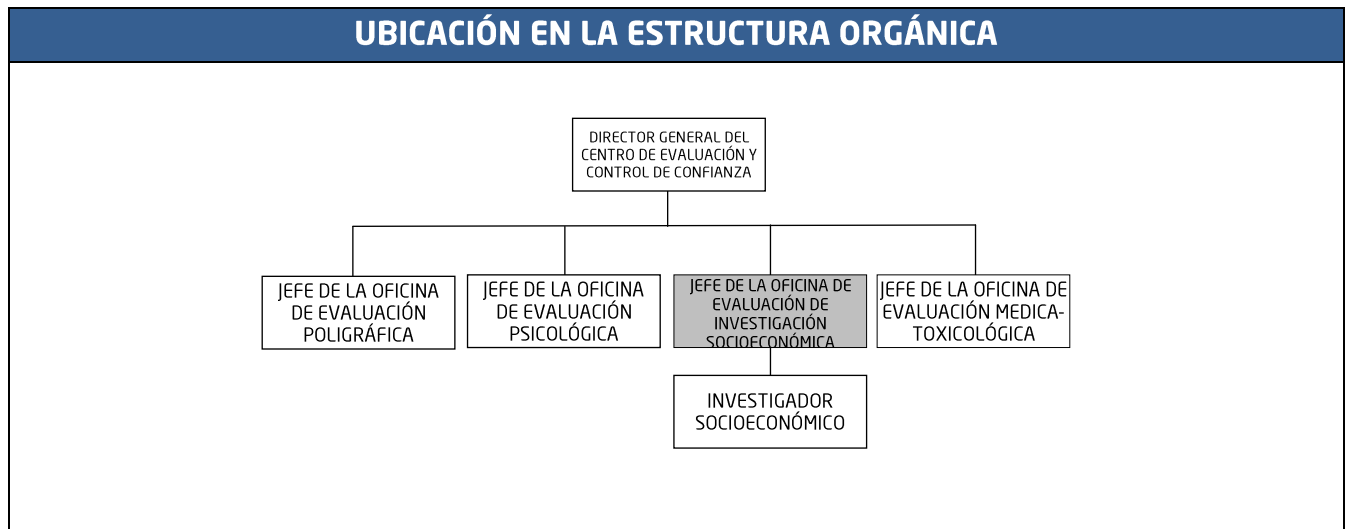 UBICACIÓN EN LA ESTRUCTURA ORGÁNICA
DIRECTOR GENERAL DEL
CENTRO DE EVALUACIÓN Y
CONTROL DE CONFIANZA
JEFE DE LA OFICINA
DE EVALUACIÓN
POLIGRÁFICA
JEFE DE LA OFICINA
DE EVALUACIÓN
PSICOLÓGICA
JEFE DE LA OFICINA DE
EVALUACIÓN DE
INVESTIGACIÓN
SOCIOECONÓMICA
JEFE DE LA OFICINA DE
EVALUACIÓN MEDICA-
TOXICOLÓGICA
INVESTIGADOR
SOCIOECONÓMICO